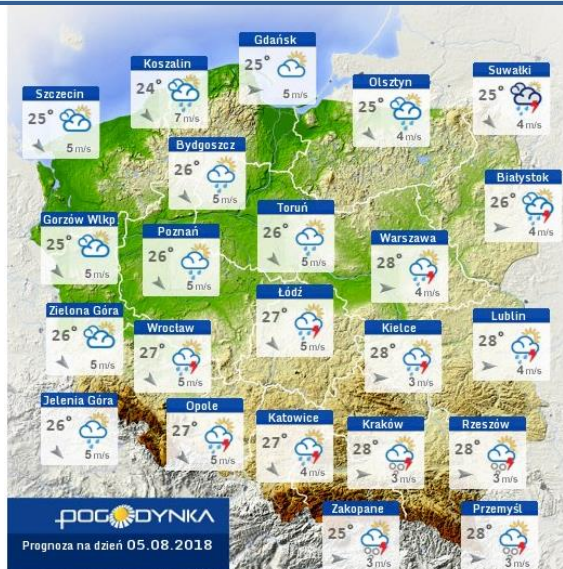 Gdańsk
25°
5 m/s
Koszalin
24°
7 m/s
Suwałki
25°
4 m/s
Olsztyn
25°
4 m/s
Szczecin
25°
5 m/s
Bydgoszcz
26°
5 m/s
Białystok
26°
4 m/s
Toruń
26°
5 m/s
Gorzów Wlkp
25°
5 m/s
Poznań
26°
5 m/s
Warszawa
28°
4 m/s
Łódź
27°
5 m/s
Zielona Góra
26°
5 m/s
Lublin
28°
4 m/s
Wrocław
27°
5 m/s
Kielce
28°
3 m/s
Jelenia Góra
26°
5 m/s
Opole
27°
5 m/s
Katowice
27°
4 m/s
Kraków
28°
3 m/s
Rzeszów
28°
3 m/s
Zakopane
25°
3 m/s
Przemyśl
28°
3 m/s
POGODYNKA
Prognoza na dzień 05.08.2018